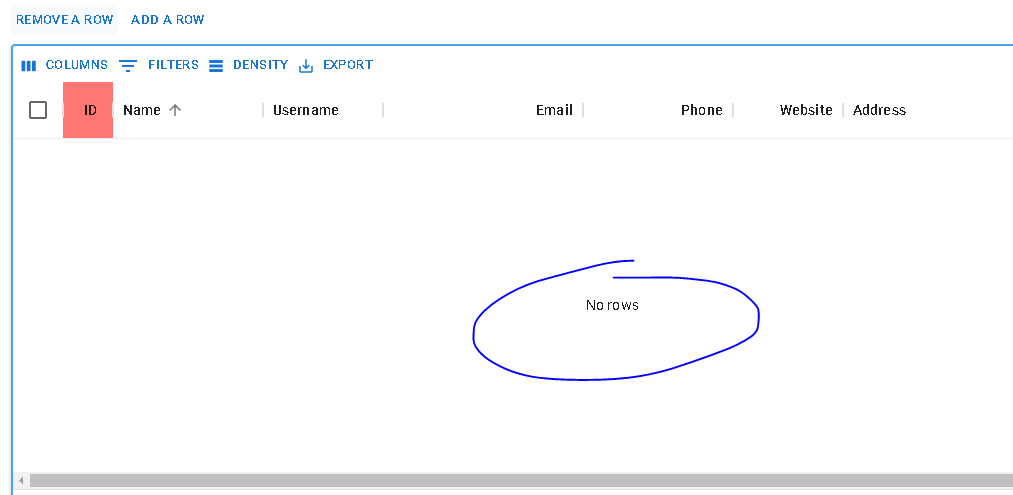 REMOVE A ROW ADD A ROW
COLUMNS FILTERS DENSITY EXPORT
ID Name Username Email Phone Website Address
No rows